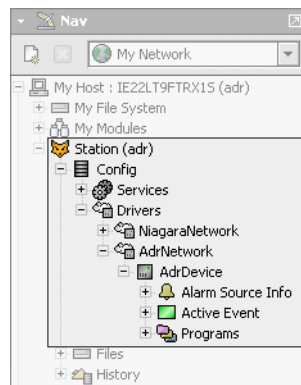 Nav
My Network
My Host : IE22LT9FTRX1S (adr)
My File System
My Modules
Station (adr)
Config
Services
Drivers
NiagaraNetwork
AdrNetwork
AdrDevice
Alarm Source Info
Active Event
Programs
Files
History